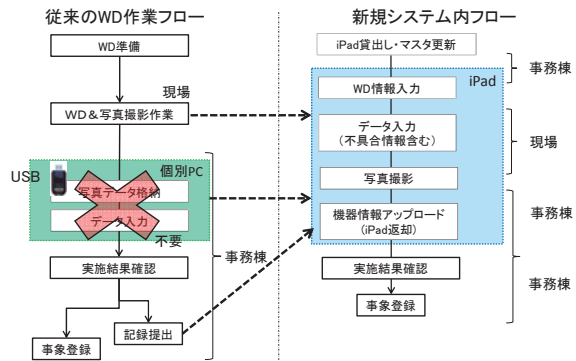 従来のWD作業フロー
WD準備
現場
WD＆写真撮影作業
USB
個別PC
写真データ格納
データ入力
不要
実施結果確認
事務棟
事象登録
記録提出
新規システム内フロー
iPad貸出し・マスタ更新
事務棟
iPad
WD情報入力
データ入力
(不具合情報含む)
現場
写真撮影
機器情報アップロード
(iPad返却)
事務棟
実施結果確認
事務棟
事象登録